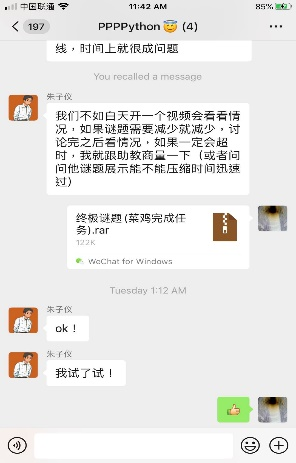 中国联通
11:42 AM
85%
197
PPPPython
(4)
线，时间上就很成问题
You recalled a message
朱子仪
我们不如白天开一个视频会看看情
况，如果谜题需要减少就减少，讨
论完之后看情况，如果一定会超
时，我就跟助教商量一下（或者问
问他谜题展示能不能压缩时间迅速
过）
终极谜题 (菜鸡完成任
务).rar
122K
WeChat for Windows
Tuesday 1:12 AM
朱子仪
ok！
朱子仪
我试了试！